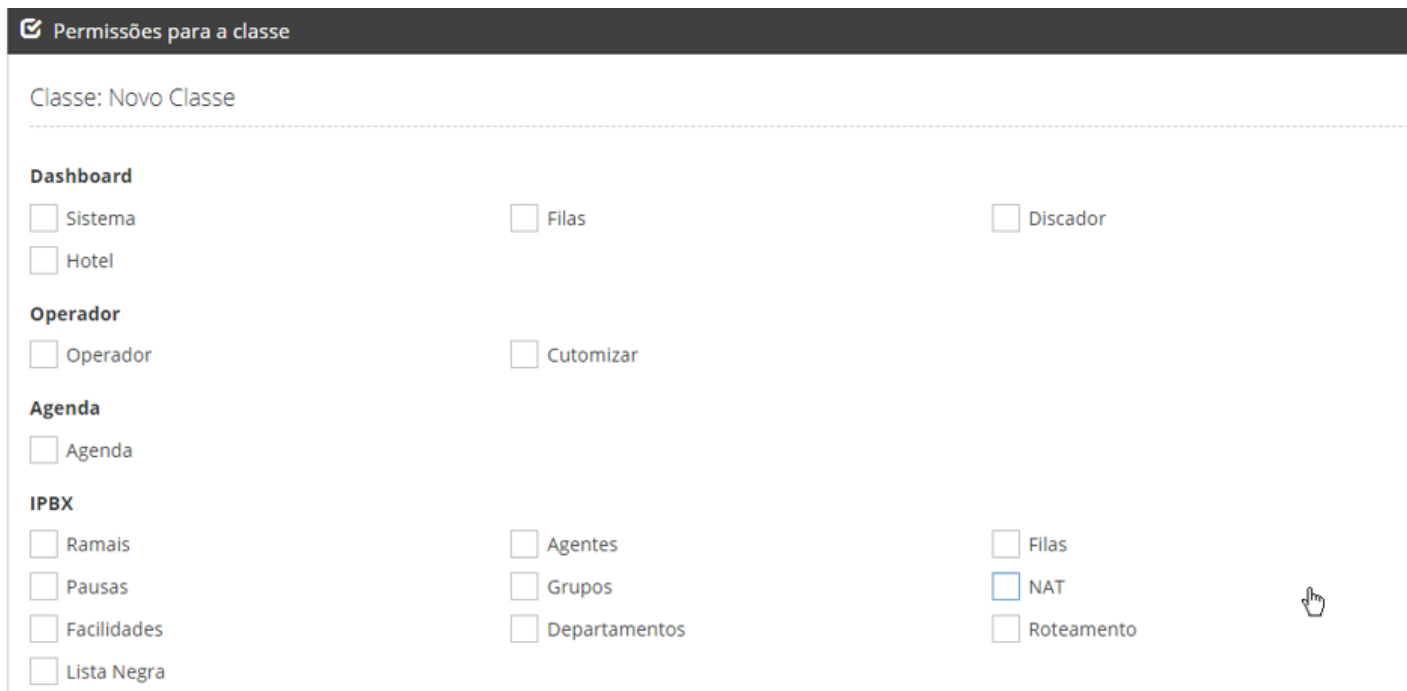 Permissões para a classe
Classe: Novo Classe
Dashboard
Sistema Filas Discador
Hotel
Operador
Operador Cutomizar
Agenda
Agenda
IPBX
Ramais Agentes Filas
Pausas Grupos NAT
Facilidades Departamentos Roteamento
Lista Negra